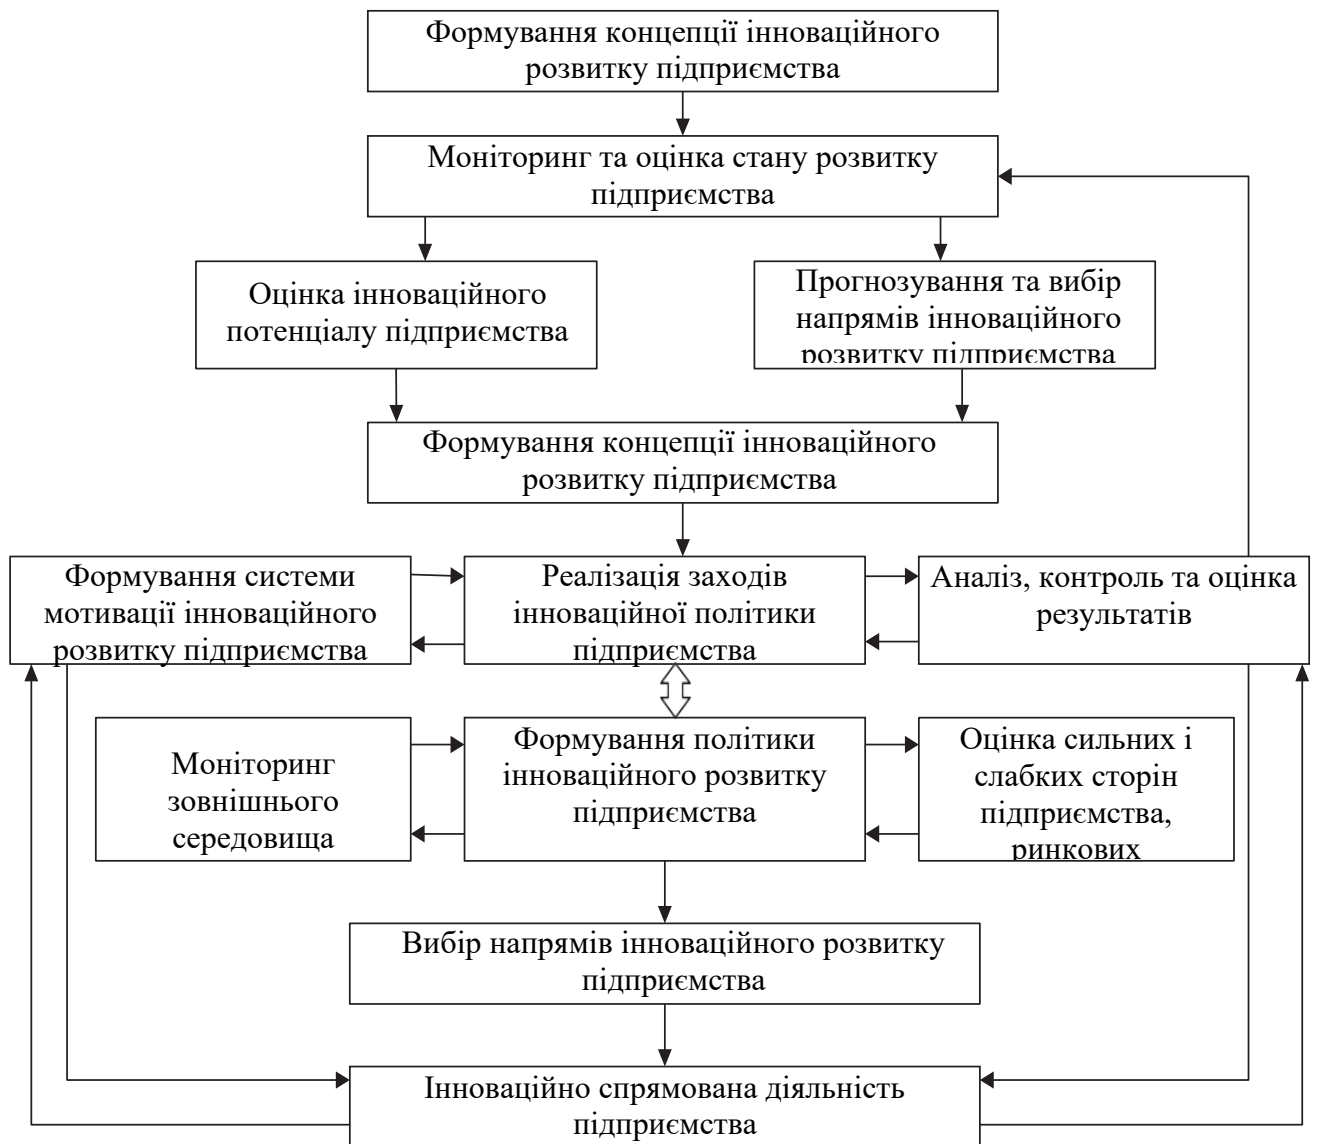 Формування концепції інноваційного
розвитку підприємства
Моніторинг та оцінка стану розвитку
підприємства
Оцінка інноваційного
потенціалу підприємства
Прогнозування та вибір
напрямів інноваційного
розвитку підприємства
Формування концепції інноваційного
розвитку підприємства
Формування системи
мотивації інноваційного
розвитку підприємства
Реалізація заходів
інноваційної політики
підприємства
Аналіз, контроль та оцінка
результатів
Моніторинг
зовнішнього
середовища
Формування політики
інноваційного розвитку
підприємства
Оцінка сильних і
слабких сторін
підприємства,
ринкових
Вибір напрямів інноваційного розвитку
підприємства
Інноваційно спрямована діяльність
підприємства